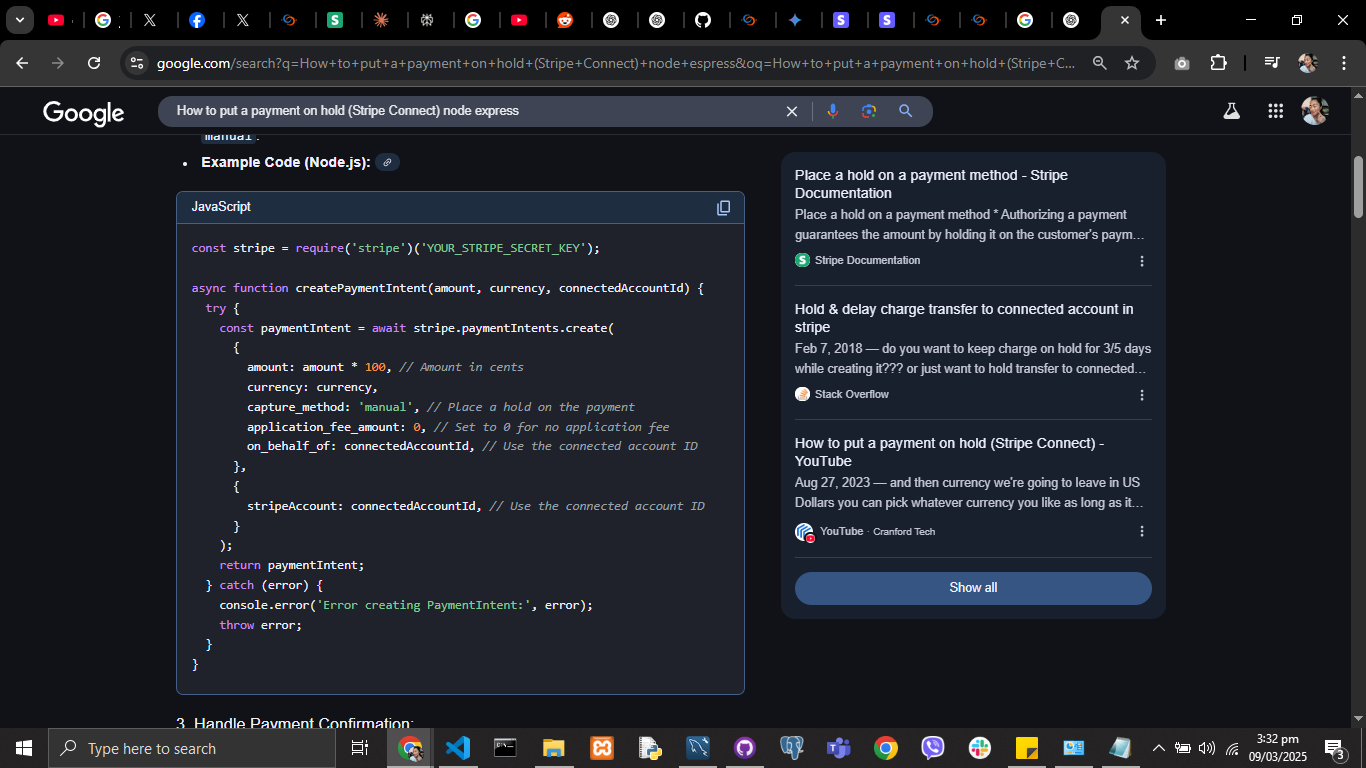 google.com/search?q=How+to+put+a+payment+on+hold+(Stripe+Connect)+node+espress&oq=How+to+put+a+payment+on+hold+(Stripe+C...
Google
How to put a payment on hold (Stripe Connect) node express
manual.
• Example Code (Node.js):
JavaScript
const stripe = require('stripe')('YOUR_STRIPE_SECRET_KEY');
async function createPaymentIntent(amount, currency, connectedAccountId) {
try {
const paymentIntent = await stripe.paymentIntents.create(
{
amount: amount * 100, // Amount in cents
currency: currency,
capture_method: 'manual', // Place a hold on the payment
application_fee_amount: 0, // Set to 0 for no application fee
on_behalf_of: connectedAccountId, // Use the connected account ID
},
{
stripeAccount: connectedAccountId, // Use the connected account ID
}
);
return paymentIntent;
} catch (error) {
console.error('Error creating PaymentIntent:', error);
throw error;
}
}
3. Handle Payment Confirmation:
Place a hold on a payment method - Stripe
Documentation
Place a hold on a payment method * Authorizing a payment
guarantees the amount by holding it on the customer's paym...
Stripe Documentation
Hold & delay charge transfer to connected account in
stripe
Feb 7, 2018 — do you want to keep charge on hold for 3/5 days
while creating it??? or just want to hold transfer to connected...
Stack Overflow
How to put a payment on hold (Stripe Connect) -
YouTube
Aug 27, 2023 — and then currency we're going to leave in US
Dollars you can pick whatever currency you like as long as it...
YouTube · Cranford Tech
Show all
Type here to search
3:32 pm
09/03/2025
3